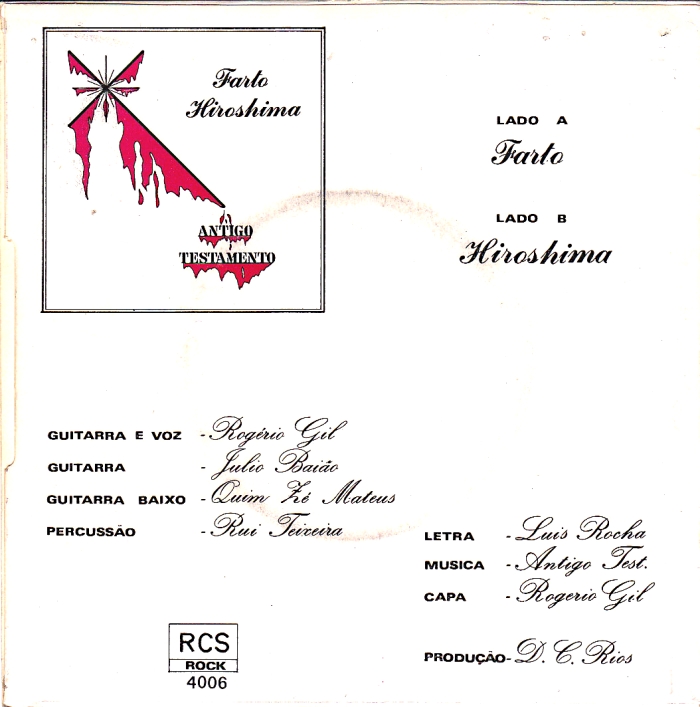 Farto
Hiroshima
ANTIGO
TESTAMENTO
LADO A
Farto
LADO B
Hiroshima
GUITARRA E VOZ - Rogério Gil
GUITARRA - Julio Baião
GUITARRA BAIXO - Quim Zé Mateus
PERCUSSÃO - Rui Teixeira
LETRA - Luis Rocha
MUSICA - Antigo Test.
CAPA - Rogerio Gil
PRODUÇÃO - D. C. Rios
RCS
ROCK
4006